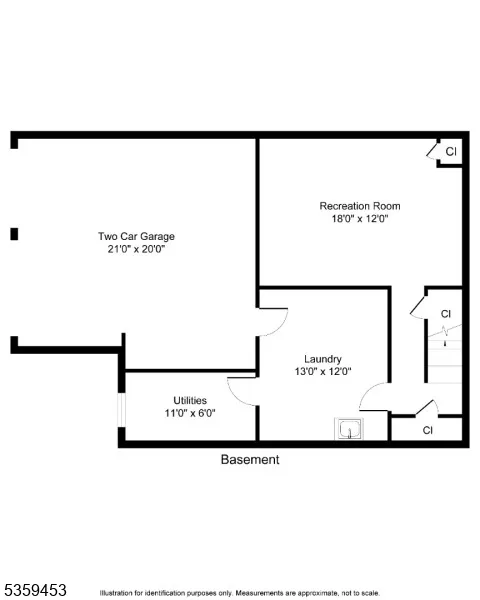 Cl
Recreation Room
18'0" x 12'0"
Two Car Garage
21'0" x 20'0"
Cl
Laundry
13'0" x 12'0"
Utilities
11'0" x 6'0"
Cl
Basement
5359453
Illustration for identification purposes only. Measurements are approximate, not to scale.